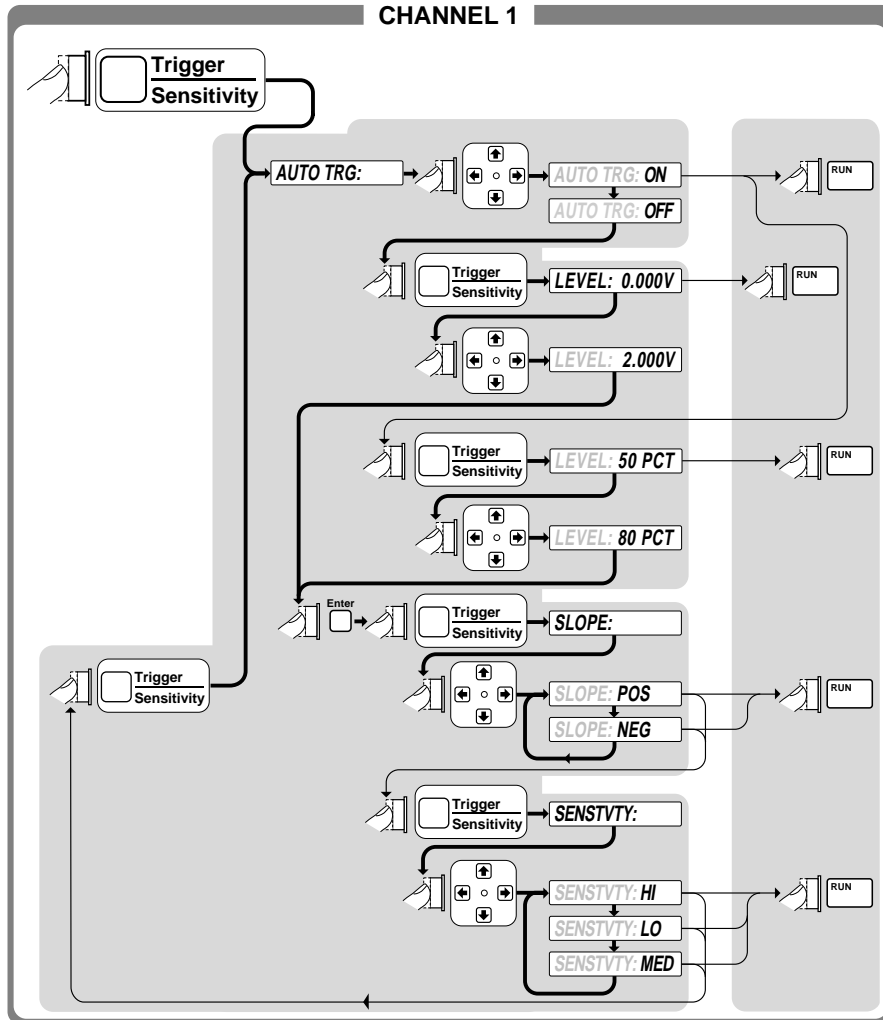 CHANNEL 1
Trigger
Sensitivity
AUTO TRG:
AUTO TRG: ON
RUN
AUTO TRG: OFF
Trigger
Sensitivity
LEVEL: 0.000V
RUN
LEVEL: 2.000V
Trigger
Sensitivity
LEVEL: 50 PCT
RUN
LEVEL: 80 PCT
Enter
Trigger
Sensitivity
SLOPE:
Trigger
Sensitivity
SLOPE: POS
RUN
SLOPE: NEG
Trigger
Sensitivity
SENSTVTY:
SENSTVTY: HI
RUN
SENSTVTY: LO
SENSTVTY: MED